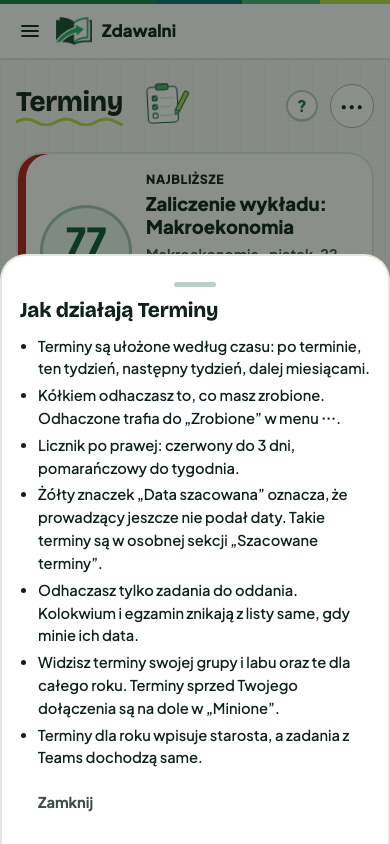 Zdawalni
Terminy
?
NAJBLIŻSZE
Zaliczenie wykładu:
Makroekonomia
77
Jak działają Terminy
• Terminy są ułożone według czasu: po terminie,
ten tydzień, następny tydzień, dalej miesiącami.
• Kółkiem odhaczasz to, co masz zrobione.
Odhaczone trafia do „Zrobione” w menu ···.
• Licznik po prawej: czerwony do 3 dni,
pomarańczowy do tygodnia.
• Żółty znaczek „Data szacowana” oznacza, że
prowadzący jeszcze nie podał daty. Takie
terminy są w osobnej sekcji „Szacowane
terminy”.
• Odhaczasz tylko zadania do oddania.
Kolokwium i egzamin znikają z listy same, gdy
minie ich data.
• Widzisz terminy swojej grupy i labu oraz te dla
całego roku. Terminy sprzed Twojego
dołączenia są na dole w „Minione”.
• Terminy dla roku wpisuje starosta, a zadania z
Teams dochodzą same.
Zamknij